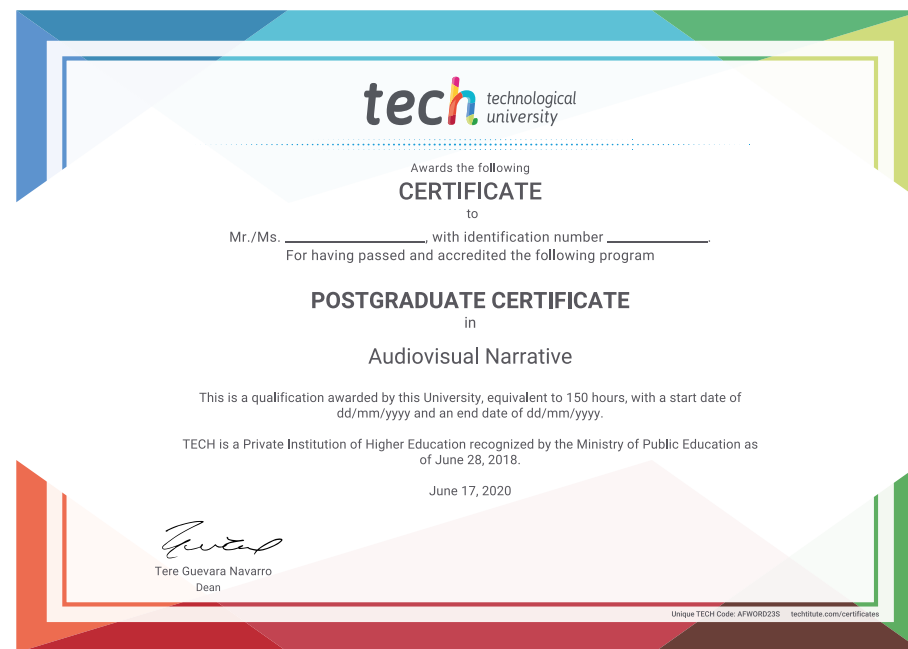 tech technological
university
Awards the following
CERTIFICATE
to
Mr./Ms. ____________________, with identification number ______________.
For having passed and accredited the following program
POSTGRADUATE CERTIFICATE
in
Audiovisual Narrative
This is a qualification awarded by this University, equivalent to 150 hours, with a start date of
dd/mm/yyyy and an end date of dd/mm/yyyy.
TECH is a Private Institution of Higher Education recognized by the Ministry of Public Education as
of June 28, 2018.
June 17, 2020
Tere Guevara Navarro
Dean
Unique TECH Code: AFWORD23S techtitute.com/certificates